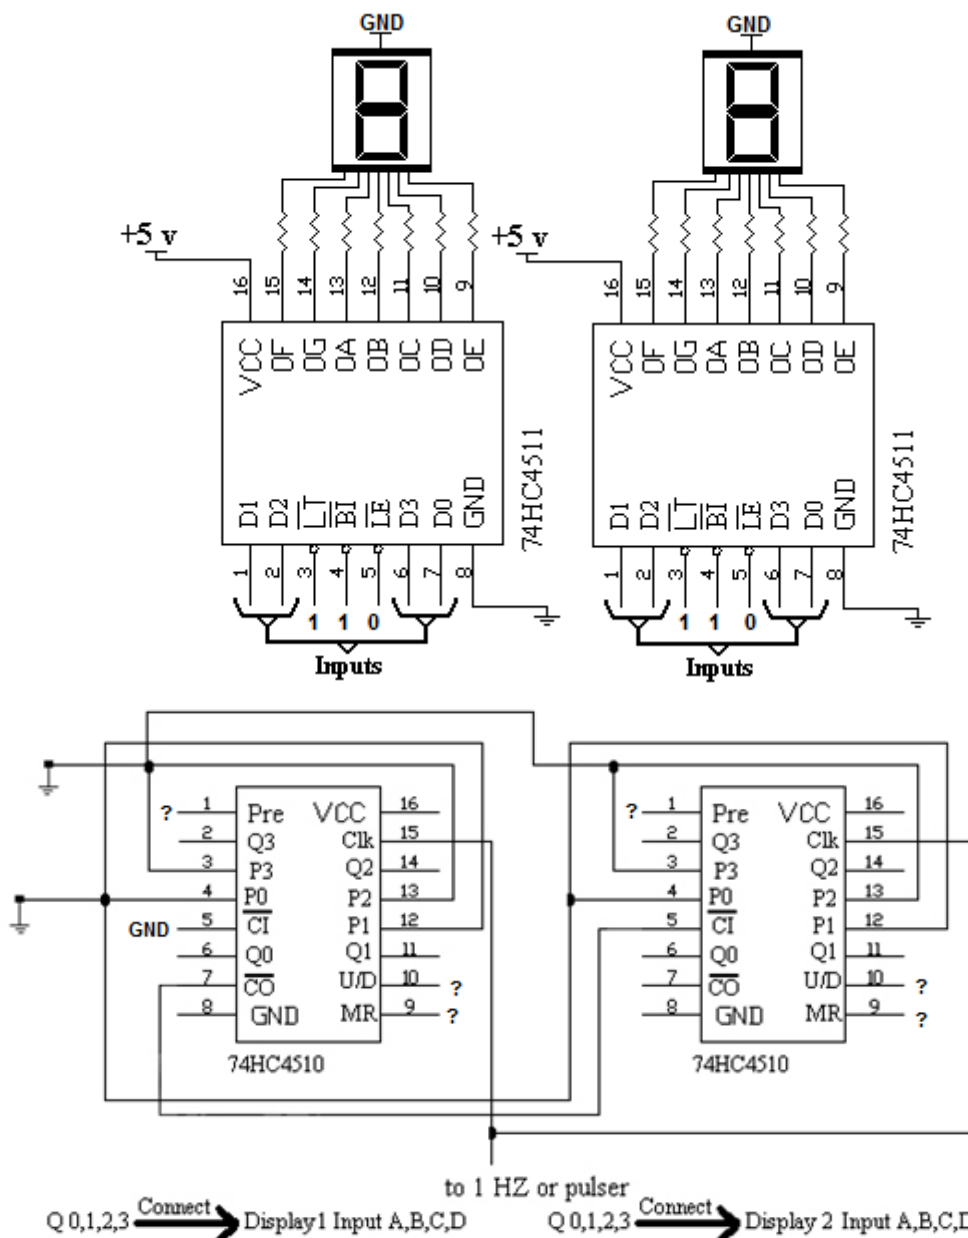 GND GND
+5 v +5 v
16 15 14 13 12 11 10 9 16 15 14 13 12 11 10 9
VCC OF OG OA OB OC OD OE VCC OF OG OA OB OC OD OE
74HC4511 74HC4511
D1 D2 LT BI LE D3 D0 GND D1 D2 LT BI LE D3 D0 GND
1 2 3 4 5 6 7 8 1 2 3 4 5 6 7 8
1 1 0 1 1 0
Inputs Inputs
? 1 Pre VCC 16 ? 1 Pre VCC 16
2 Q3 Clk 15 2 Q3 Clk 15
3 P3 Q2 14 3 P3 Q2 14
4 P0 P2 13 4 P0 P2 13
GND 5 CI P1 12 5 CI P1 12
6 Q0 Q1 11 6 Q0 Q1 11
7 CO U/D 10 ? 7 CO U/D 10 ?
8 GND MR 9 ? 8 GND MR 9 ?
74HC4510 74HC4510
to 1 HZ or pulser
Q 0,1,2,3 Connect Display1 Input A,B,C,D Q 0,1,2,3 Connect Display 2 Input A,B,C,D